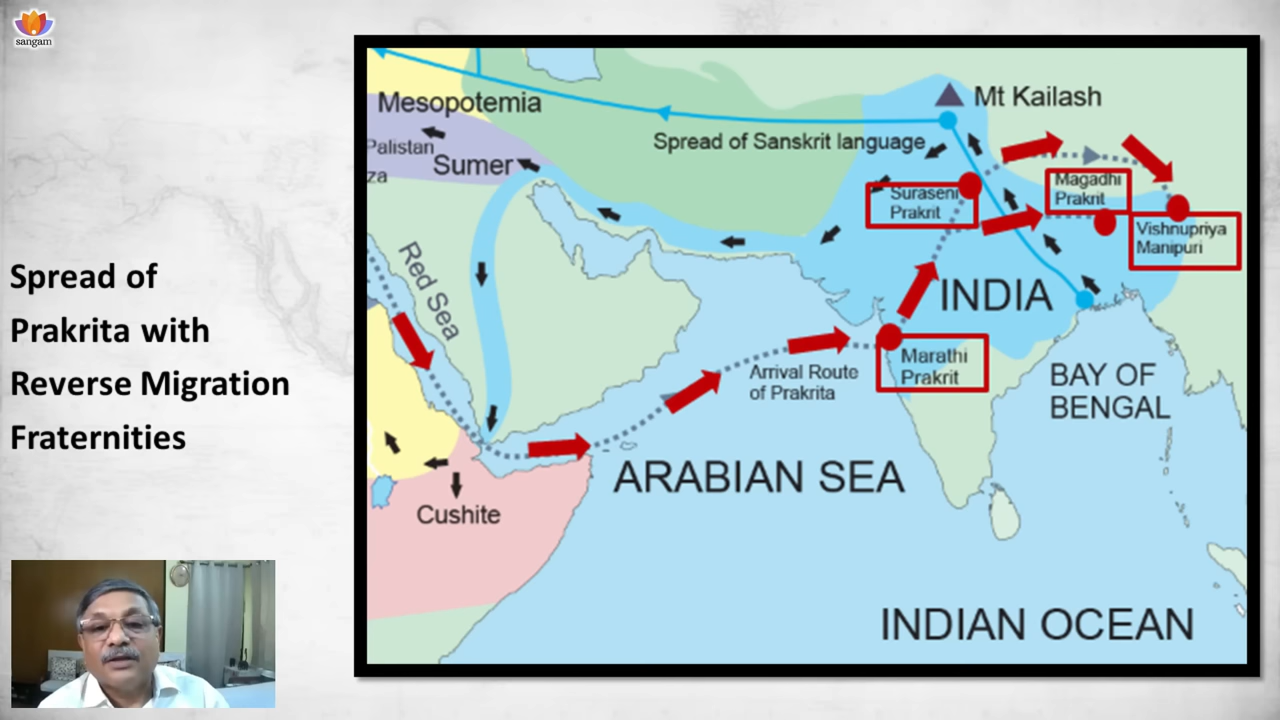 sangam
Spread of
Prakrita with
Reverse Migration
Fraternities
Mesopotemia
Palistan
za
Sumer
Red Sea
Cushite
Mt Kailash
Spread of Sanskrit language
Suraseni
Prakrit
Magadhi
Prakrit
Vishnupriya
Manipuri
INDIA
Marathi
Prakrit
Arrival Route
of Prakrita
BAY OF
BENGAL
ARABIAN SEA
INDIAN OCEAN